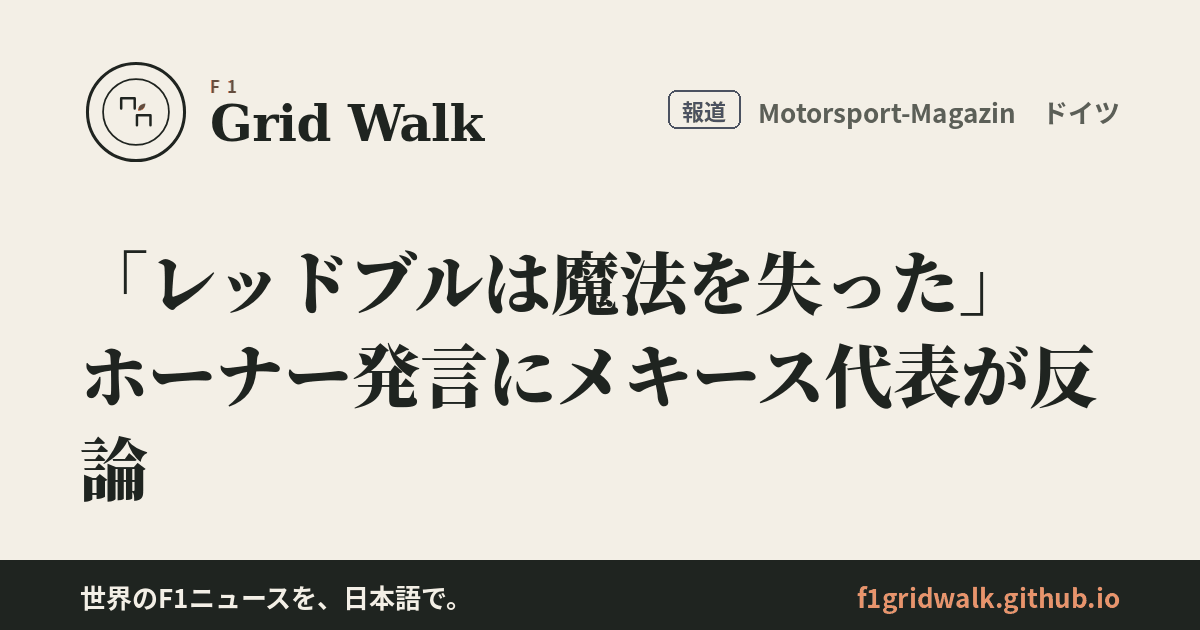 F1
Grid Walk
報道 Motorsport-Magazin ドイツ
「レッドブルは魔法を失った」
ホーナー発言にメキース代表が反
論
世界のF1ニュースを、日本語で。
f1gridwalk.github.io